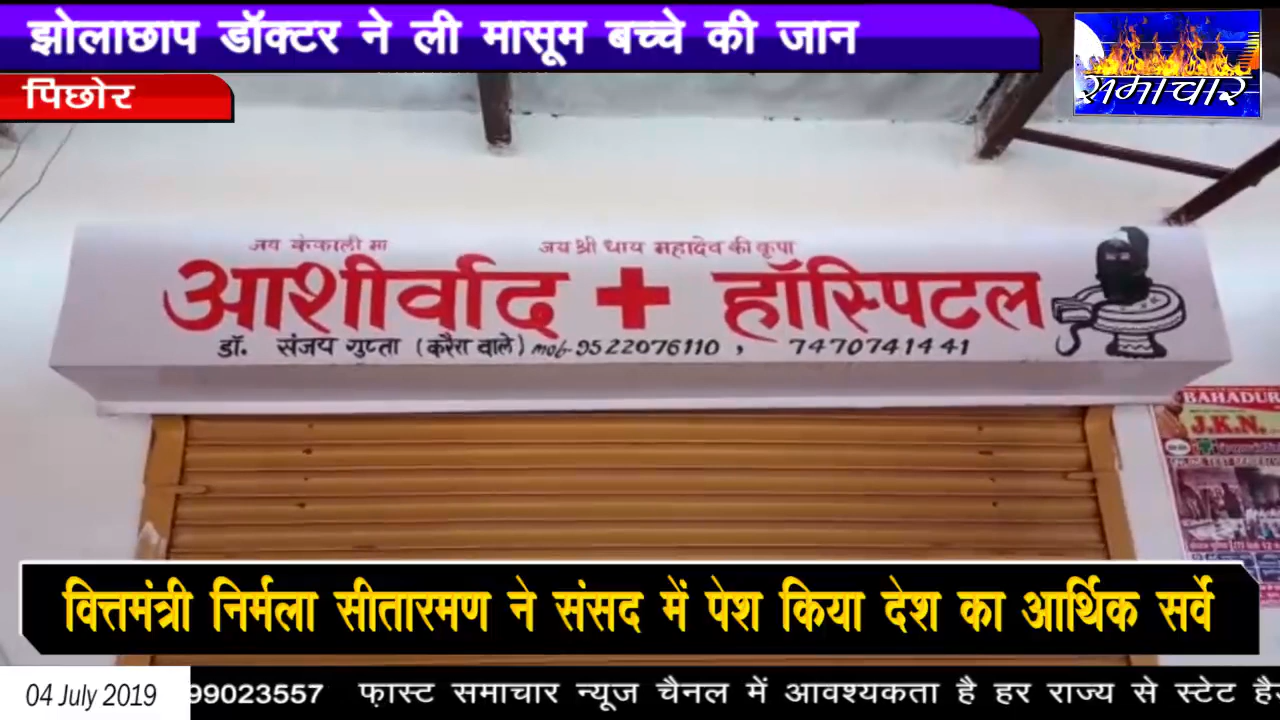 झोलाछाप डॉक्टर ने ली मासूम बच्चे की जान
समाचार
पिछोर
जय कंकाली मा जय श्री धाय महादेव की कृपा
आशीर्वाद + हॉस्पिटल
डॉ. संजय गुप्ता (करैरा वाले) mob-9522076110, 7470741441
BAHADUR
J.K.N.
वित्तमंत्री निर्मला सीतारमण ने संसद में पेश किया देश का आर्थिक सर्वे
04 July 2019 99023557 फ़ास्ट समाचार न्यूज चैनल में आवश्यकता है हर राज्य से स्टेट